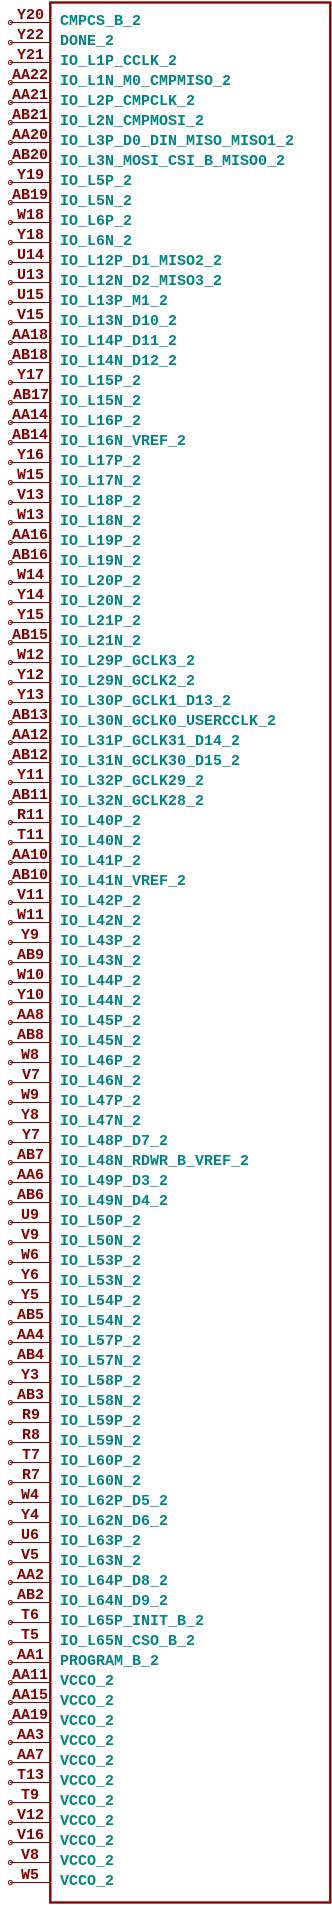 Y20 CMPCS_B_2
Y22 DONE_2
Y21 IO_L1P_CCLK_2
AA22 IO_L1N_M0_CMPMISO_2
AA21 IO_L2P_CMPCLK_2
AB21 IO_L2N_CMPMOSI_2
AA20 IO_L3P_D0_DIN_MISO_MISO1_2
AB20 IO_L3N_MOSI_CSI_B_MISO0_2
Y19 IO_L5P_2
AB19 IO_L5N_2
W18 IO_L6P_2
Y18 IO_L6N_2
U14 IO_L12P_D1_MISO2_2
U13 IO_L12N_D2_MISO3_2
U15 IO_L13P_M1_2
V15 IO_L13N_D10_2
AA18 IO_L14P_D11_2
AB18 IO_L14N_D12_2
Y17 IO_L15P_2
AB17 IO_L15N_2
AA14 IO_L16P_2
AB14 IO_L16N_VREF_2
Y16 IO_L17P_2
W15 IO_L17N_2
V13 IO_L18P_2
W13 IO_L18N_2
AA16 IO_L19P_2
AB16 IO_L19N_2
W14 IO_L20P_2
Y14 IO_L20N_2
Y15 IO_L21P_2
AB15 IO_L21N_2
W12 IO_L29P_GCLK3_2
Y12 IO_L29N_GCLK2_2
Y13 IO_L30P_GCLK1_D13_2
AB13 IO_L30N_GCLK0_USERCCLK_2
AA12 IO_L31P_GCLK31_D14_2
AB12 IO_L31N_GCLK30_D15_2
Y11 IO_L32P_GCLK29_2
AB11 IO_L32N_GCLK28_2
R11 IO_L40P_2
T11 IO_L40N_2
AA10 IO_L41P_2
AB10 IO_L41N_VREF_2
V11 IO_L42P_2
W11 IO_L42N_2
Y9 IO_L43P_2
AB9 IO_L43N_2
W10 IO_L44P_2
Y10 IO_L44N_2
AA8 IO_L45P_2
AB8 IO_L45N_2
W8 IO_L46P_2
V7 IO_L46N_2
W9 IO_L47P_2
Y8 IO_L47N_2
Y7 IO_L48P_D7_2
AB7 IO_L48N_RDWR_B_VREF_2
AA6 IO_L49P_D3_2
AB6 IO_L49N_D4_2
U9 IO_L50P_2
V9 IO_L50N_2
W6 IO_L53P_2
Y6 IO_L53N_2
Y5 IO_L54P_2
AB5 IO_L54N_2
AA4 IO_L57P_2
AB4 IO_L57N_2
Y3 IO_L58P_2
AB3 IO_L58N_2
R9 IO_L59P_2
R8 IO_L59N_2
T7 IO_L60P_2
R7 IO_L60N_2
W4 IO_L62P_D5_2
Y4 IO_L62N_D6_2
U6 IO_L63P_2
V5 IO_L63N_2
AA2 IO_L64P_D8_2
AB2 IO_L64N_D9_2
T6 IO_L65P_INIT_B_2
T5 IO_L65N_CSO_B_2
AA1 PROGRAM_B_2
AA11 VCCO_2
AA15 VCCO_2
AA19 VCCO_2
AA3 VCCO_2
AA7 VCCO_2
T13 VCCO_2
T9 VCCO_2
V12 VCCO_2
V16 VCCO_2
V8 VCCO_2
W5 VCCO_2